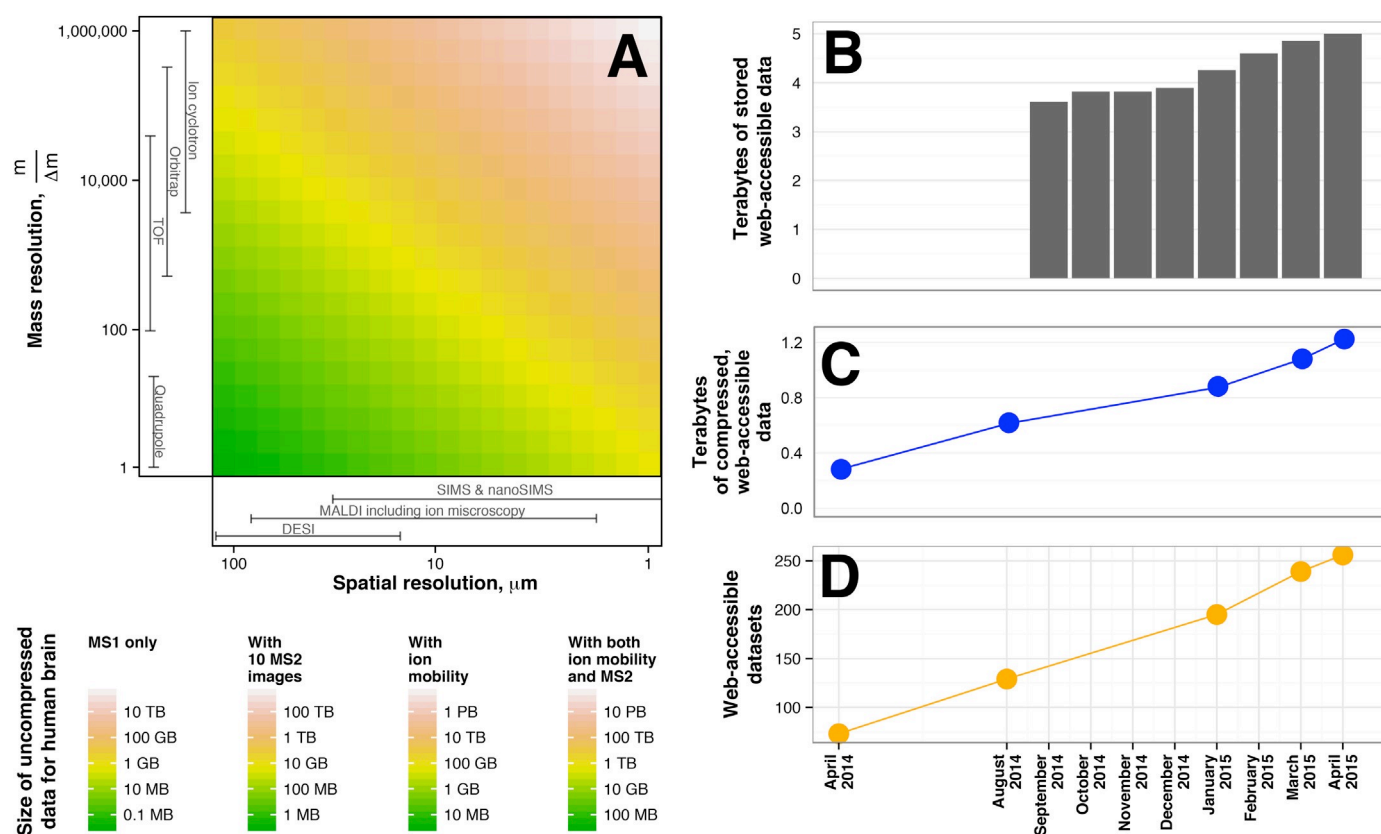 A
1,000,000
10,000
100
1
Mass resolution,
m
Δm
Ion cyclotron
Orbitrap
TOF
Quadrupole
SIMS & nanoSIMS
MALDI including ion miscroscopy
DESI
100
10
1
Spatial resolution, μm
Size of uncompressed
data for human brain
MS1 only
10 TB
100 GB
1 GB
10 MB
0.1 MB
With
10 MS2
images
100 TB
1 TB
10 GB
100 MB
1 MB
With
ion
mobility
1 PB
10 TB
100 GB
1 GB
10 MB
With both
ion mobility
and MS2
10 PB
100 TB
1 TB
10 GB
100 MB
B
Terabytes of stored
web-accessible data
5
4
3
2
1
0
C
Terabytes
of compressed,
web-accessible
data
1.2
0.8
0.4
0.0
D
Web-accessible
datasets
250
200
150
100
April
2014
August
2014
September
2014
October
2014
November
2014
December
2014
January
2015
February
2015
March
2015
April
2015